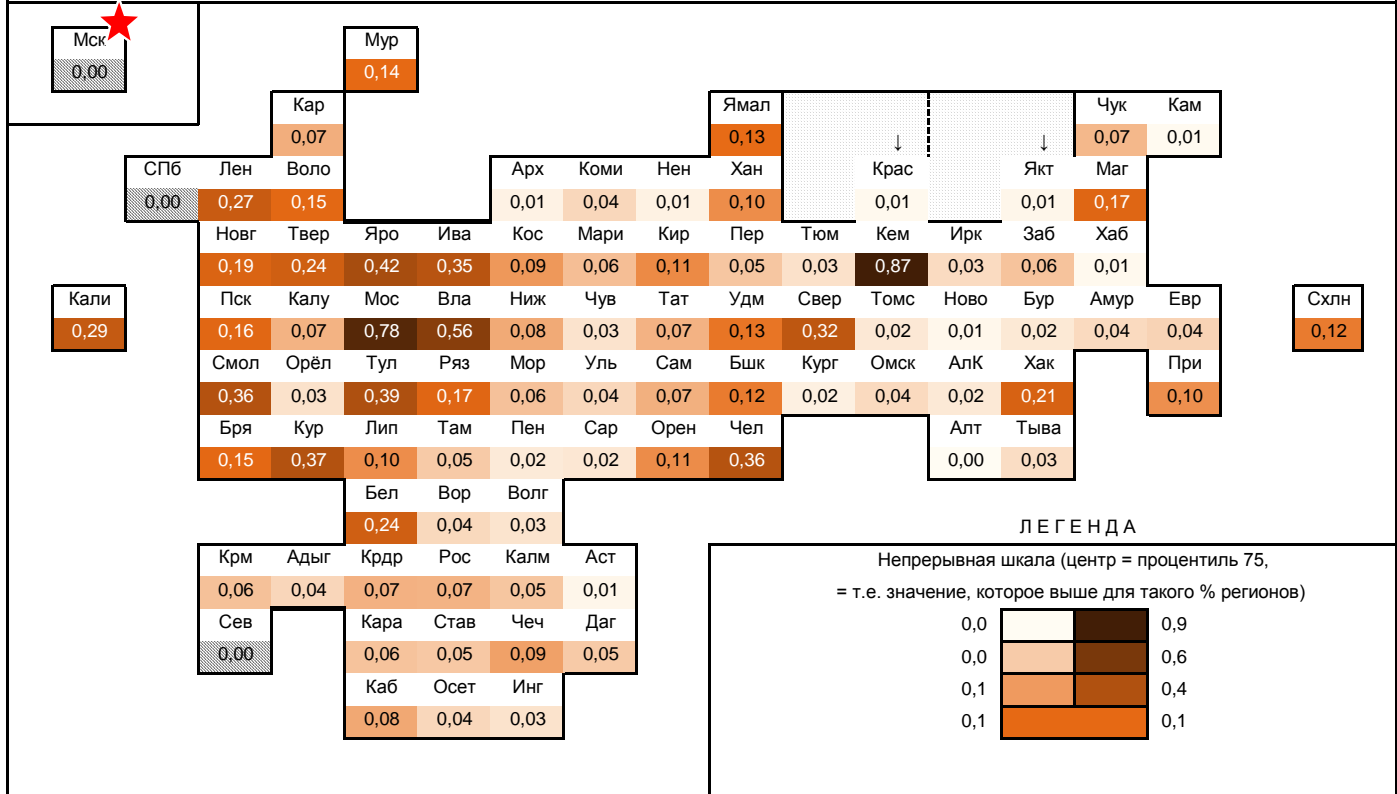 Мск Мур
0,00 0,14
Кар Ямал Чук Кам
0,07 0,13 ↓ ↓ 0,07 0,01
СПб Лен Воло Арх Коми Нен Хан Крас Якт Маг
0,00 0,27 0,15 0,01 0,04 0,01 0,10 0,01 0,01 0,17
Новг Твер Яро Ива Кос Мари Кир Пер Тюм Кем Ирк Заб Хаб
0,19 0,24 0,42 0,35 0,09 0,06 0,11 0,05 0,03 0,87 0,03 0,06 0,01
Кали Пск Калу Мос Вла Ниж Чув Тат Удм Свер Томс Ново Бур Амур Евр Схлн
0,29 0,16 0,07 0,78 0,56 0,08 0,03 0,07 0,13 0,32 0,02 0,01 0,02 0,04 0,04 0,12
Смол Орёл Тул Ряз Мор Уль Сам Бшк Кург Омск АлК Хак При
0,36 0,03 0,39 0,17 0,06 0,04 0,07 0,12 0,02 0,04 0,02 0,21 0,10
Бря Кур Лип Там Пен Сар Орен Чел Алт Тыва
0,15 0,37 0,10 0,05 0,02 0,02 0,11 0,36 0,00 0,03
Бел Вор Волг
0,24 0,04 0,03
Крм Адыг Крдр Рос Калм Аст
0,06 0,04 0,07 0,07 0,05 0,01
Сев Кара Став Чеч Даг
0,00 0,06 0,05 0,09 0,05
Каб Осет Инг
0,08 0,04 0,03
Л Е Г Е Н Д А
Непрерывная шкала (центр = процентиль 75,
= т.е. значение, которое выше для такого % регионов)
0,0 0,9
0,0 0,6
0,1 0,4
0,1 0,1